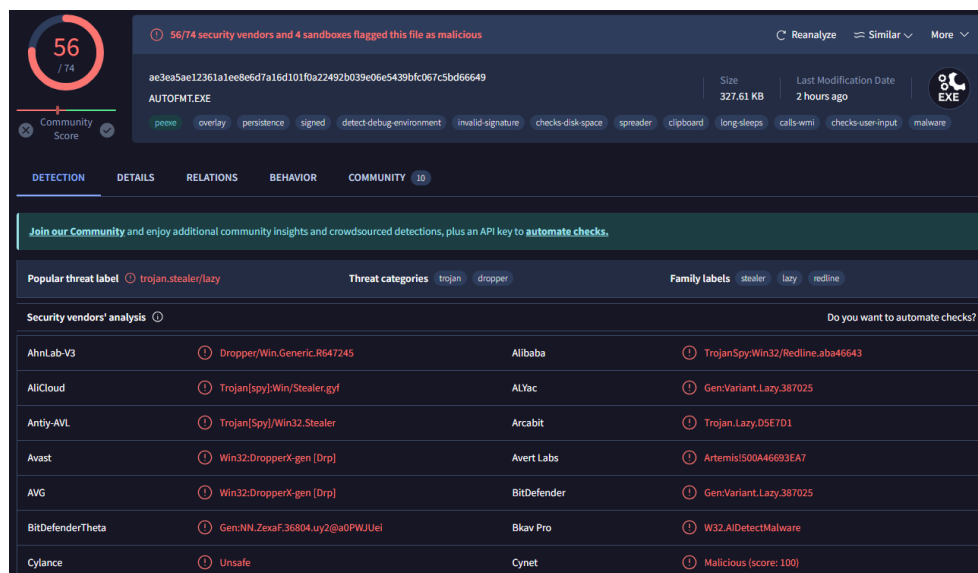 56
/ 74
Community
Score
56/74 security vendors and 4 sandboxes flagged this file as malicious
Reanalyze
Similar
More
ae3ea5ae12361a1ee8e6d7a16d101f0a22492b039e06e5439bfc067c5bd66649
AUTOFMT.EXE
Size
327.61 KB
Last Modification Date
2 hours ago
EXE
peexe overlay persistence signed detect-debug-environment invalid-signature checks-disk-space spreader clipboard long-sleeps calls-wmi checks-user-input malware
DETECTION DETAILS RELATIONS BEHAVIOR COMMUNITY 10
Join our Community and enjoy additional community insights and crowdsourced detections, plus an API key to automate checks.
Popular threat label trojan.stealer/lazy Threat categories trojan dropper Family labels stealer lazy redline
Security vendors' analysis Do you want to automate checks?
AhnLab-V3 Dropper/Win.Generic.R647245 Alibaba TrojanSpy:Win32/Redline.aba46643
AliCloud Trojan[spy]:Win/Stealer.gyf ALYac Gen:Variant.Lazy.387025
Antiy-AVL Trojan[Spy]/Win32.Stealer Arcabit Trojan.Lazy.D5E7D1
Avast Win32:DropperX-gen [Drp] Avert Labs Artemis!500A46693EA7
AVG Win32:DropperX-gen [Drp] BitDefender Gen:Variant.Lazy.387025
BitDefenderTheta Gen:NN.ZexaF.36804.uy2@a0PWJUei Bkav Pro W32.AIDetectMalware
Cylance Unsafe Cynet Malicious (score: 100)